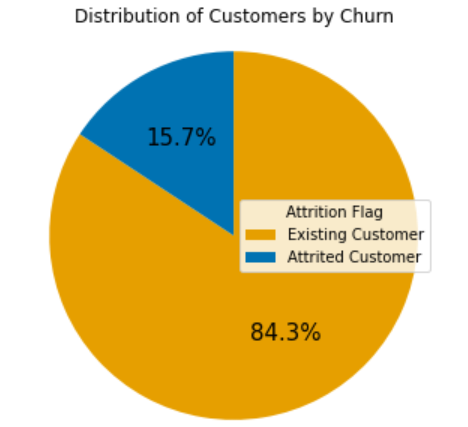 Distribution of Customers by Churn
15.7%
Attrition Flag
Existing Customer
Attrited Customer
84.3%